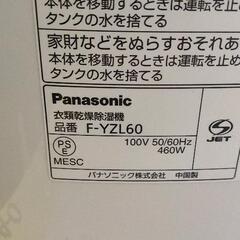 本体を移動するときは運転を止め
タンクの水を捨てる
家財などをぬらすおそれあ
本体を移動するときは運転を止め
タンクの水を捨てる
Panasonic
衣類乾燥除湿機
品番 F-YZL60
PS
E
MESC
100V 50/60Hz
460W
JET
パナソニック株式会社 中国製